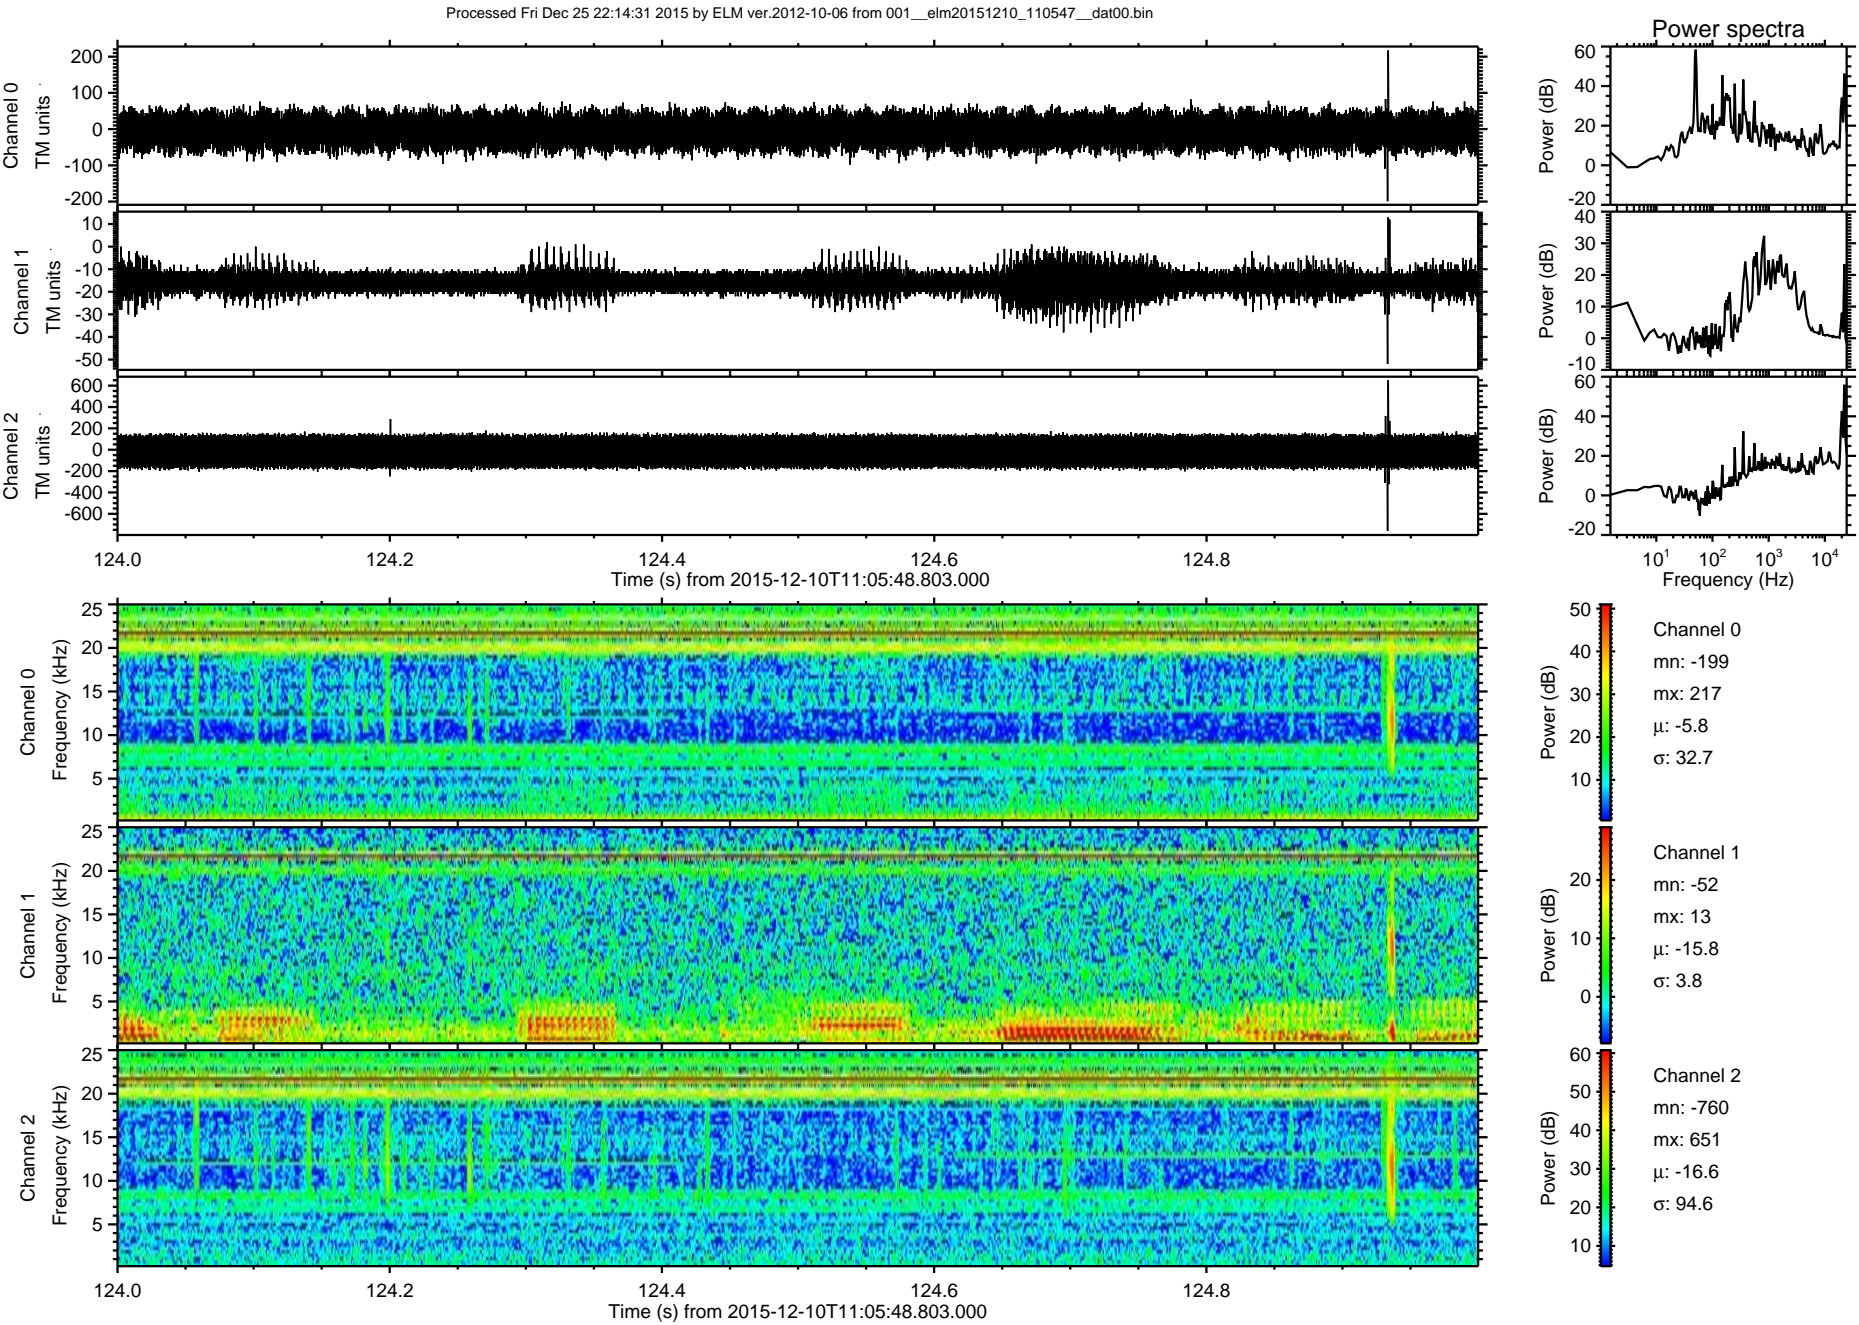 Processed Fri Dec 25 22:14:31 2015 by ELM ver.2012-10-06 from 001__elm20151210_110547__dat00.bin
Power spectra
Channel 0
TM units
200
100
0
-100
-200
Power (dB)
60
40
20
0
-20
Channel 1
TM units
10
0
-10
-20
-30
-40
-50
Power (dB)
40
30
20
10
0
-10
Channel 2
TM units
600
400
200
0
-200
-400
-600
Power (dB)
60
40
20
0
-20
124.0 124.2 124.4 124.6 124.8
Time (s) from 2015-12-10T11:05:48.803.000
10¹ 10² 10³ 10⁴
Frequency (Hz)
Channel 0
Frequency (kHz)
25
20
15
10
5
Power (dB)
50
40
30
20
10
Channel 0
mn: -199
mx: 217
μ: -5.8
σ: 32.7
Channel 1
Frequency (kHz)
25
20
15
10
5
Power (dB)
20
10
0
Channel 1
mn: -52
mx: 13
μ: -15.8
σ: 3.8
Channel 2
Frequency (kHz)
25
20
15
10
5
Power (dB)
60
50
40
30
20
10
Channel 2
mn: -760
mx: 651
μ: -16.6
σ: 94.6
124.0 124.2 124.4 124.6 124.8
Time (s) from 2015-12-10T11:05:48.803.000